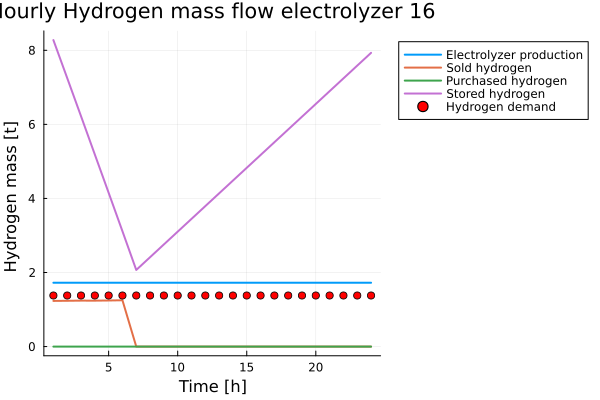 ourly Hydrogen mass flow electrolyzer 16
Hydrogen mass [t]
8
6
4
2
0
5
10
15
20
Time [h]
Electrolyzer production
Sold hydrogen
Purchased hydrogen
Stored hydrogen
Hydrogen demand